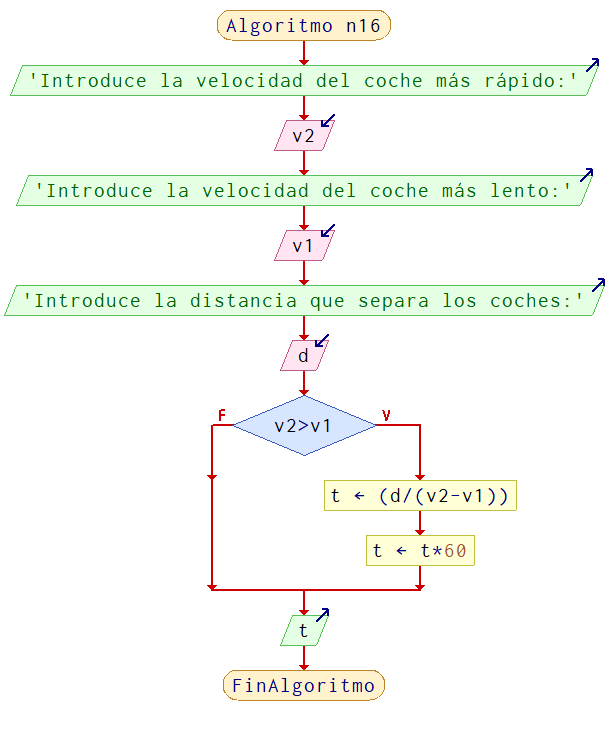 Algoritmo n16
'Introduce la velocidad del coche más rápido:'
v2
'Introduce la velocidad del coche más lento:'
v1
'Introduce la distancia que separa los coches:'
d
F
V
v2>v1
t ← (d/(v2-v1))
t ← t*60
t
FinAlgoritmo